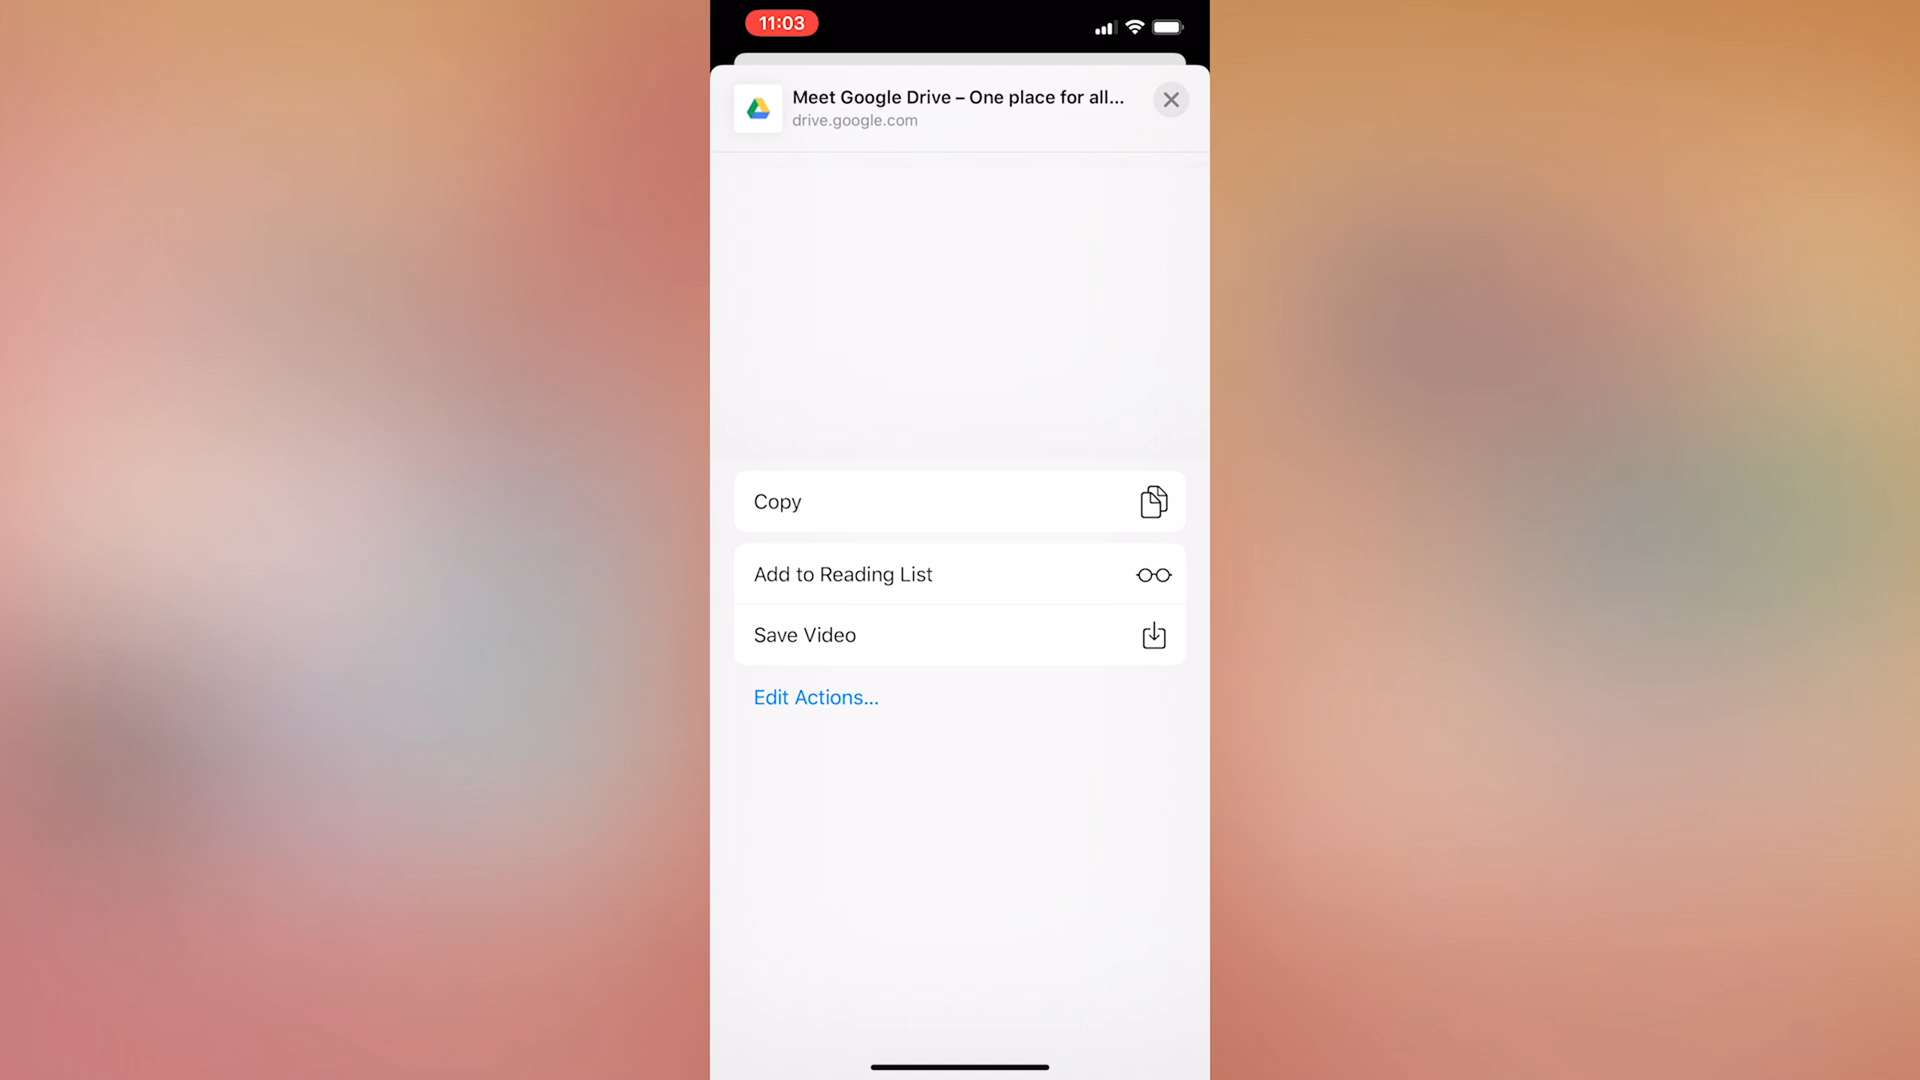 11:03
Meet Google Drive – One place for all...
drive.google.com
Copy
Add to Reading List
Save Video
Edit Actions...